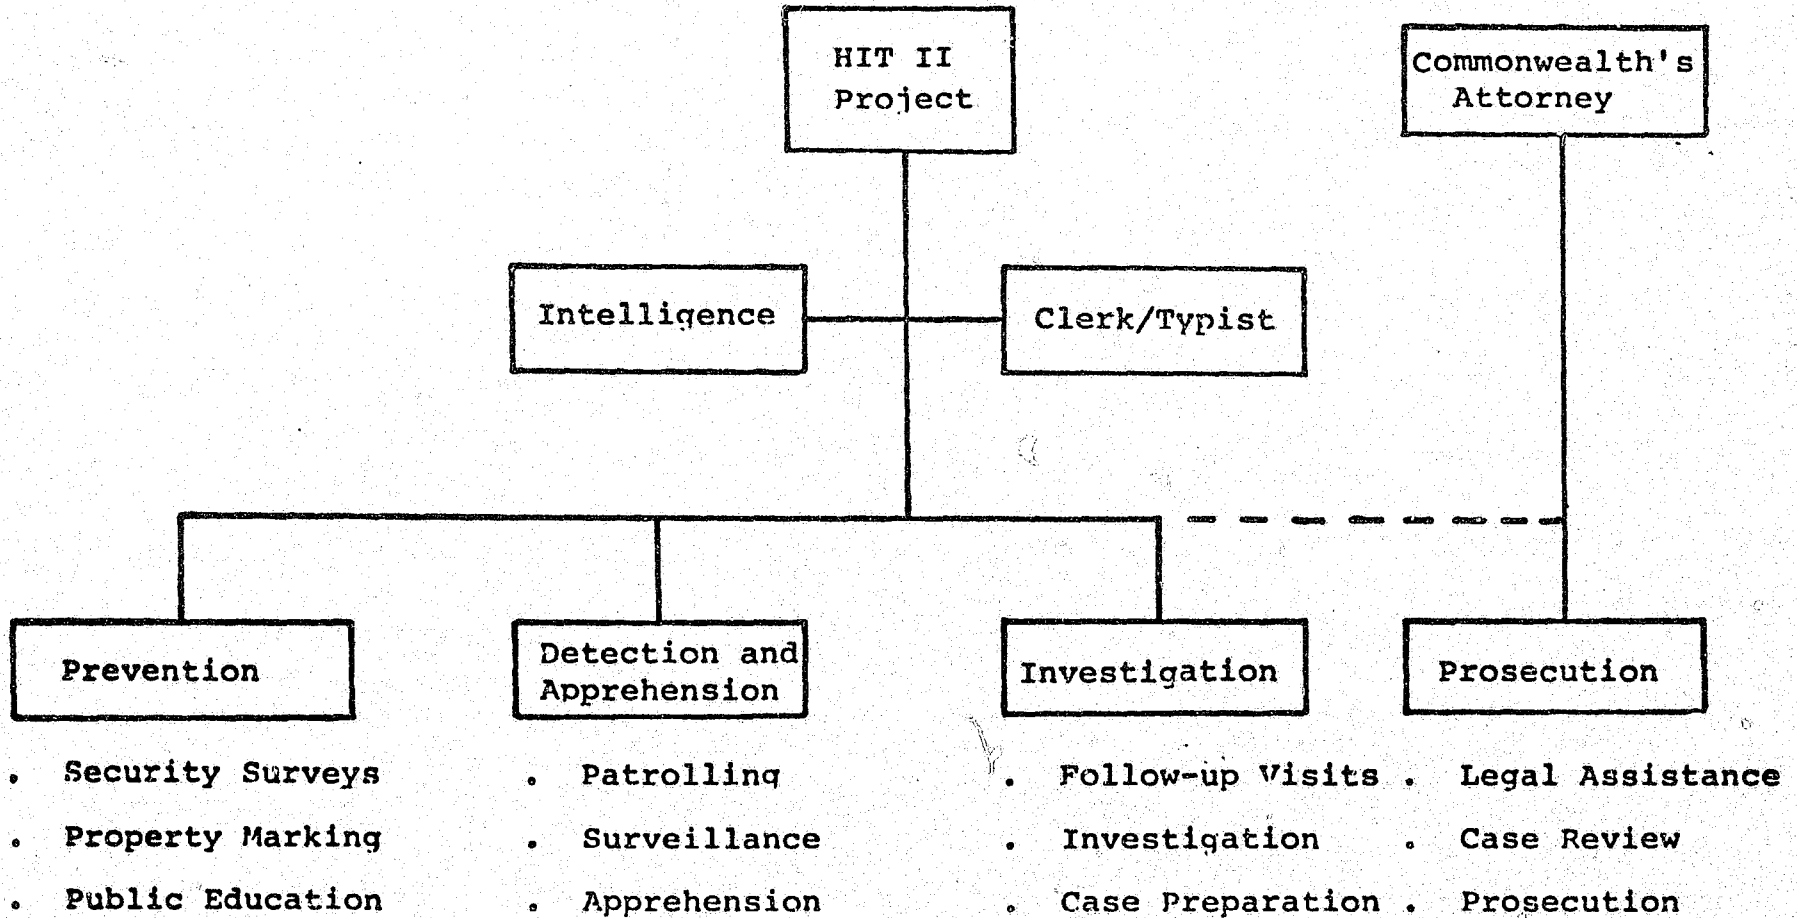 HIT II
Project
Commonwealth's
Attorney
Intelligence
Clerk/Typist
Prevention
Detection and
Apprehension
Investigation
Prosecution
. Security Surveys
. Property Marking
. Public Education
. Patrolling
. Surveillance
. Apprehension
. Follow-up Visits
. Investigation
. Case Preparation
. Legal Assistance
. Case Review
. Prosecution